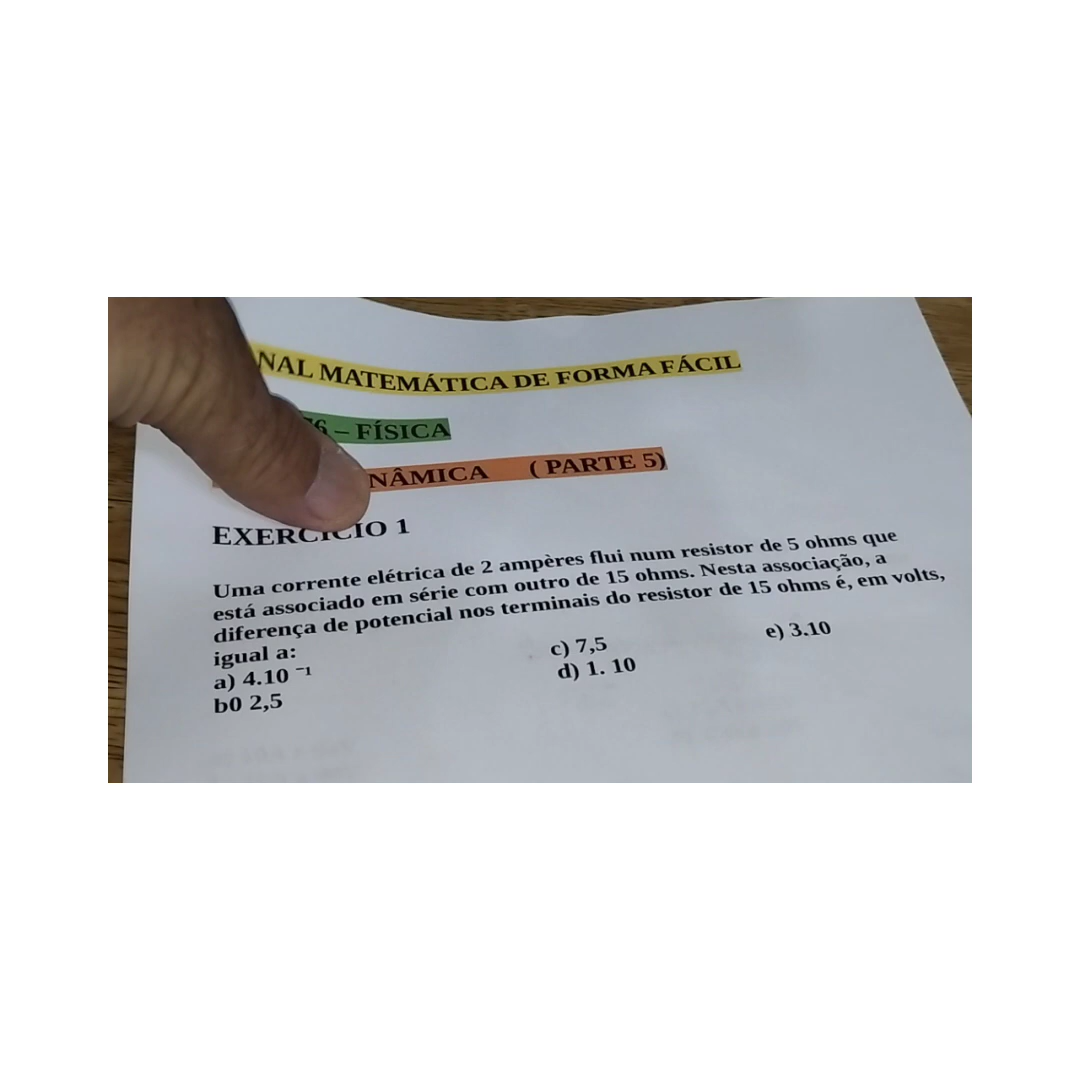 NAL MATEMÁTICA DE FORMA FÁCIL
6 – FÍSICA
NÂMICA ( PARTE 5)
EXERCÍCIO 1
Uma corrente elétrica de 2 ampères flui num resistor de 5 ohms que
está associado em série com outro de 15 ohms. Nesta associação, a
diferença de potencial nos terminais do resistor de 15 ohms é, em volts,
igual a:
a) 4.10 ⁻¹
b0 2,5
c) 7,5
d) 1. 10
e) 3.10